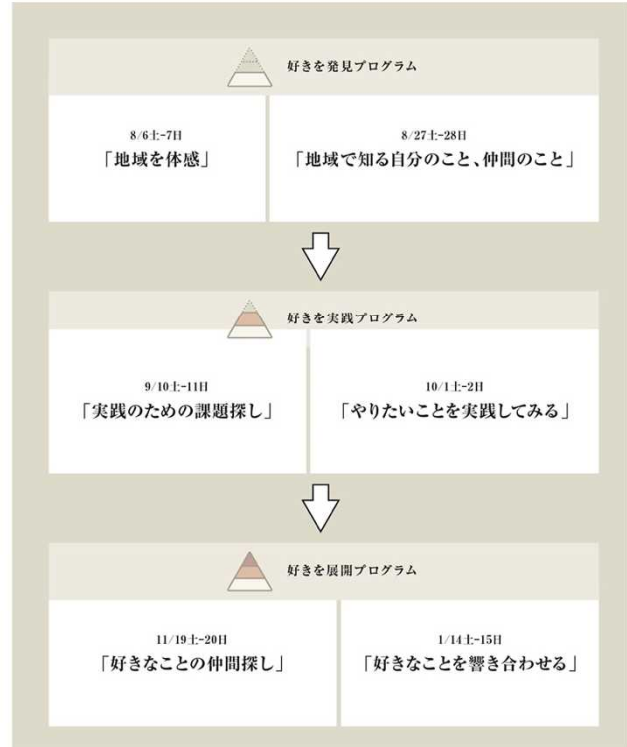 好きを発見プログラム
8/6土-7日
「地域を体感」
8/27土-28日
「地域で知る自分のこと、仲間のこと」
好きを実践プログラム
9/10土-11日
「実践のための課題探し」
10/1土-2日
「やりたいことを実践してみる」
好きを展開プログラム
11/19土-20日
「好きなことの仲間探し」
1/14土-15日
「好きなことを響き合わせる」